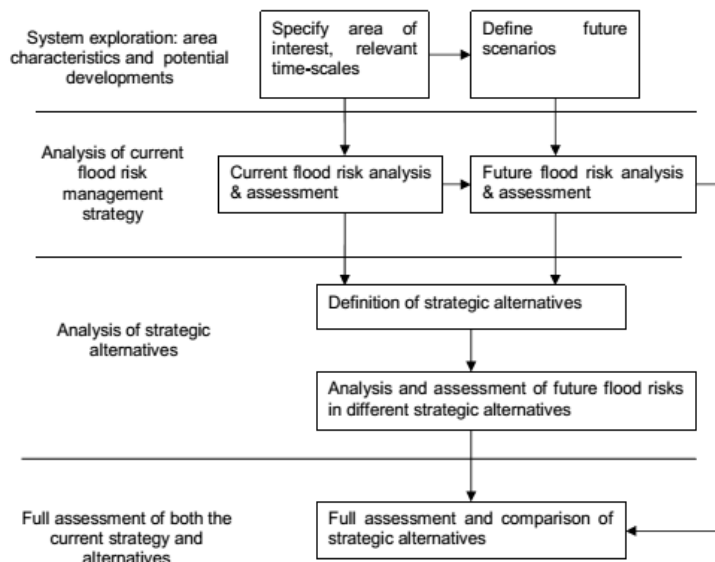 System exploration: area
characteristics and potential
developments
Specify area of
interest, relevant
time-scales
Define future
scenarios
Analysis of current
flood risk
management
strategy
Current flood risk analysis
& assessment
Future flood risk analysis
& assessment
Analysis of strategic
alternatives
Definition of strategic alternatives
Analysis and assessment of future flood risks
in different strategic alternatives
Full assessment of both the
current strategy and
alternatives
Full assessment and comparison of
strategic alternatives